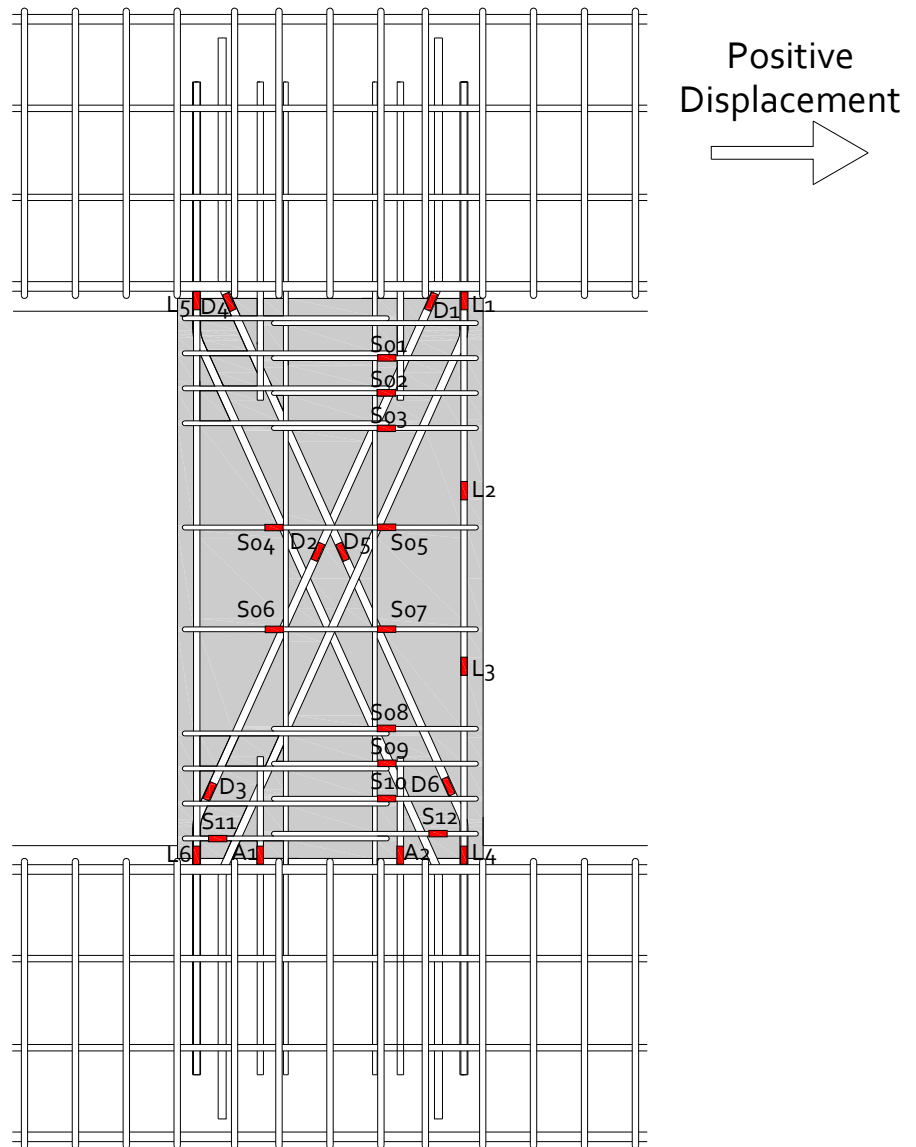 Positive
Displacement
L5 D4 D1 L1
S01
S02
S03
L2
S04 D2 D5 S05
S06 S07
L3
S08
S09
D3 S10 D6
S11 S12
L6 A1 A2 L4